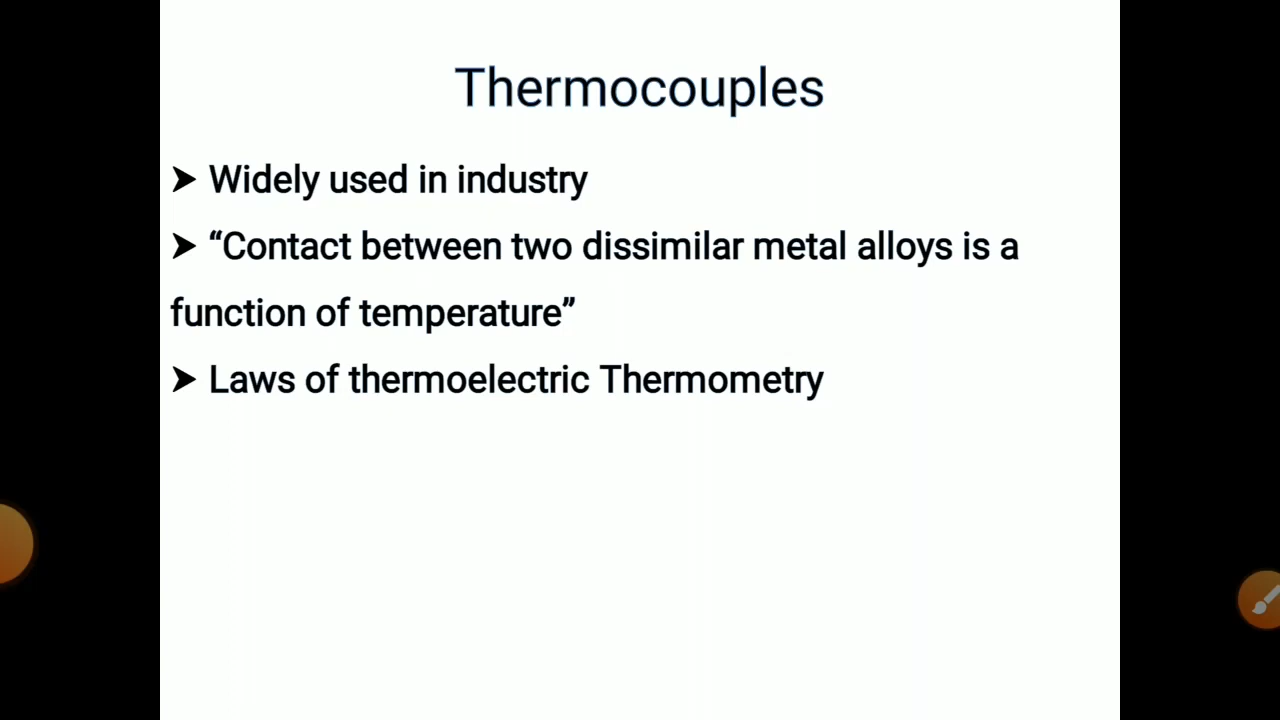 Thermocouples
➤ Widely used in industry
➤ “Contact between two dissimilar metal alloys is a
function of temperature”
➤ Laws of thermoelectric Thermometry